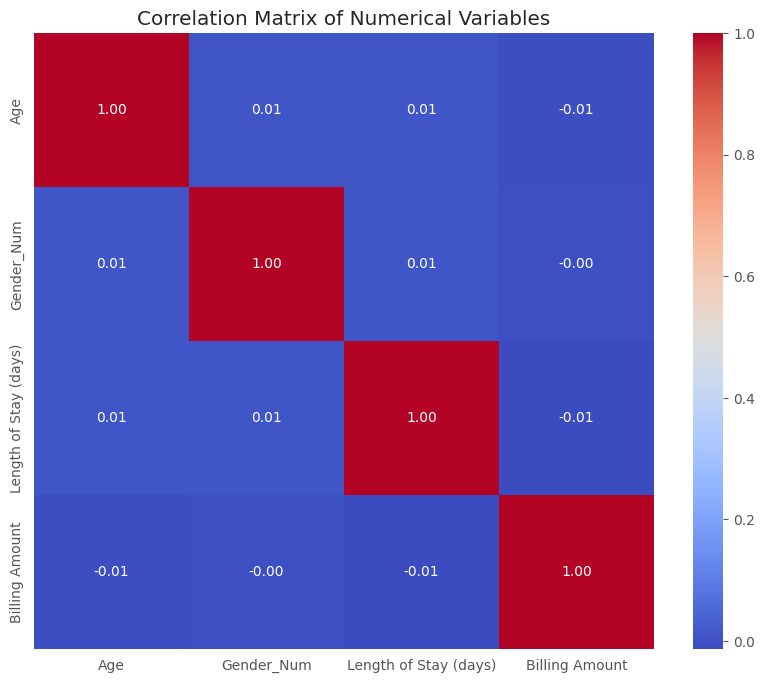 Correlation Matrix of Numerical Variables
Age
1.00 0.01 0.01 -0.01
Gender_Num
0.01 1.00 0.01 -0.00
Length of Stay (days)
0.01 0.01 1.00 -0.01
Billing Amount
-0.01 -0.00 -0.01 1.00
Age Gender_Num Length of Stay (days) Billing Amount
1.0
0.8
0.6
0.4
0.2
0.0